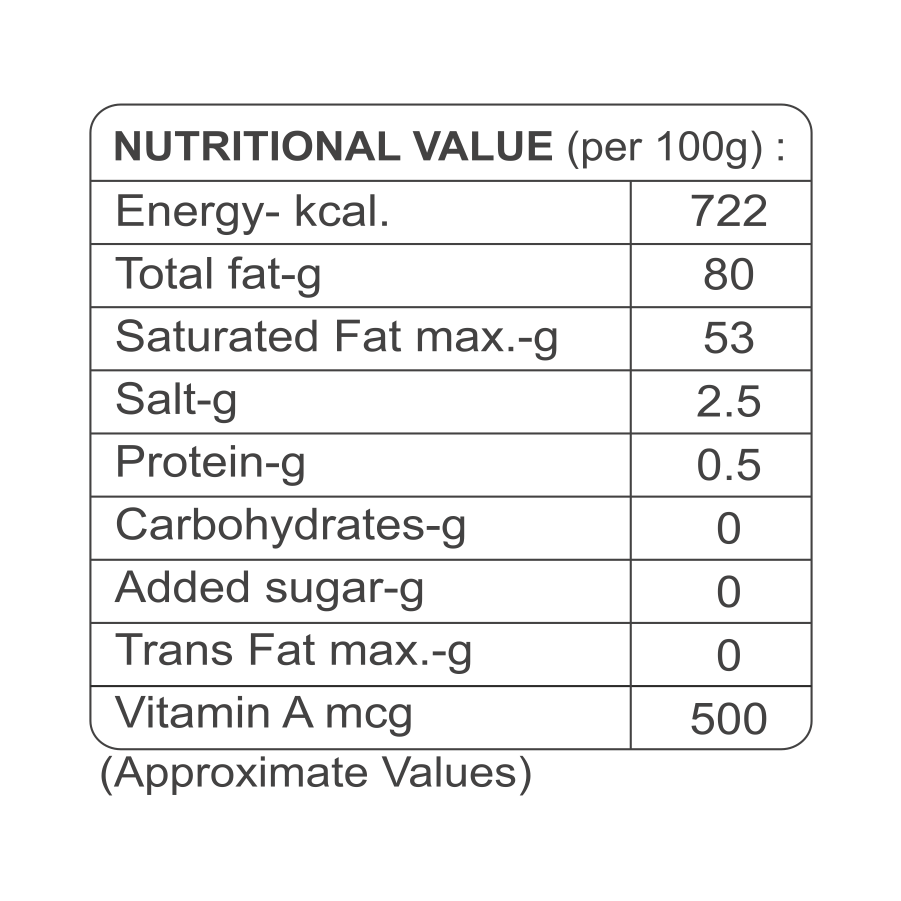 NUTRITIONAL VALUE (per 100g) :
Energy- kcal. 722
Total fat-g 80
Saturated Fat max.-g 53
Salt-g 2.5
Protein-g 0.5
Carbohydrates-g 0
Added sugar-g 0
Trans Fat max.-g 0
Vitamin A mcg 500
(Approximate Values)